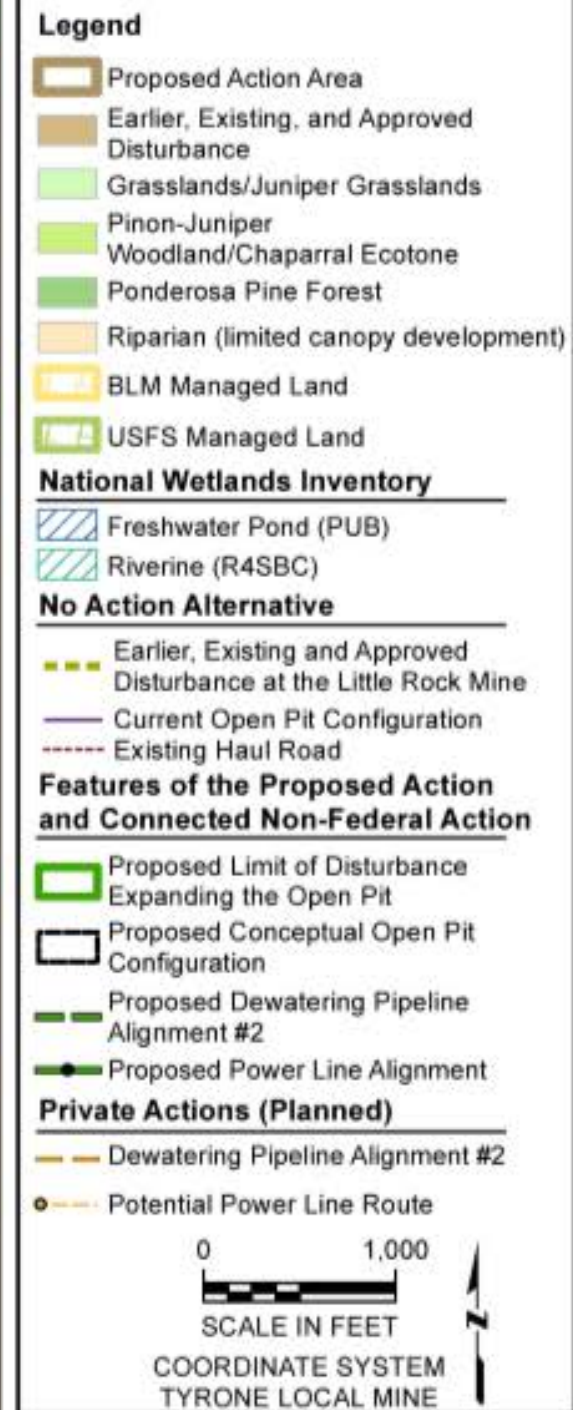 Legend
Proposed Action Area
Earlier, Existing, and Approved
Disturbance
Grasslands/Juniper Grasslands
Pinon-Juniper
Woodland/Chaparral Ecotone
Ponderosa Pine Forest
Riparian (limited canopy development)
BLM Managed Land
USFS Managed Land
National Wetlands Inventory
Freshwater Pond (PUB)
Riverine (R4SBC)
No Action Alternative
Earlier, Existing and Approved
Disturbance at the Little Rock Mine
Current Open Pit Configuration
Existing Haul Road
Features of the Proposed Action
and Connected Non-Federal Action
Proposed Limit of Disturbance
Expanding the Open Pit
Proposed Conceptual Open Pit
Configuration
Proposed Dewatering Pipeline
Alignment #2
Proposed Power Line Alignment
Private Actions (Planned)
Dewatering Pipeline Alignment #2
Potential Power Line Route
0 1,000
SCALE IN FEET
N
COORDINATE SYSTEM
TYRONE LOCAL MINE